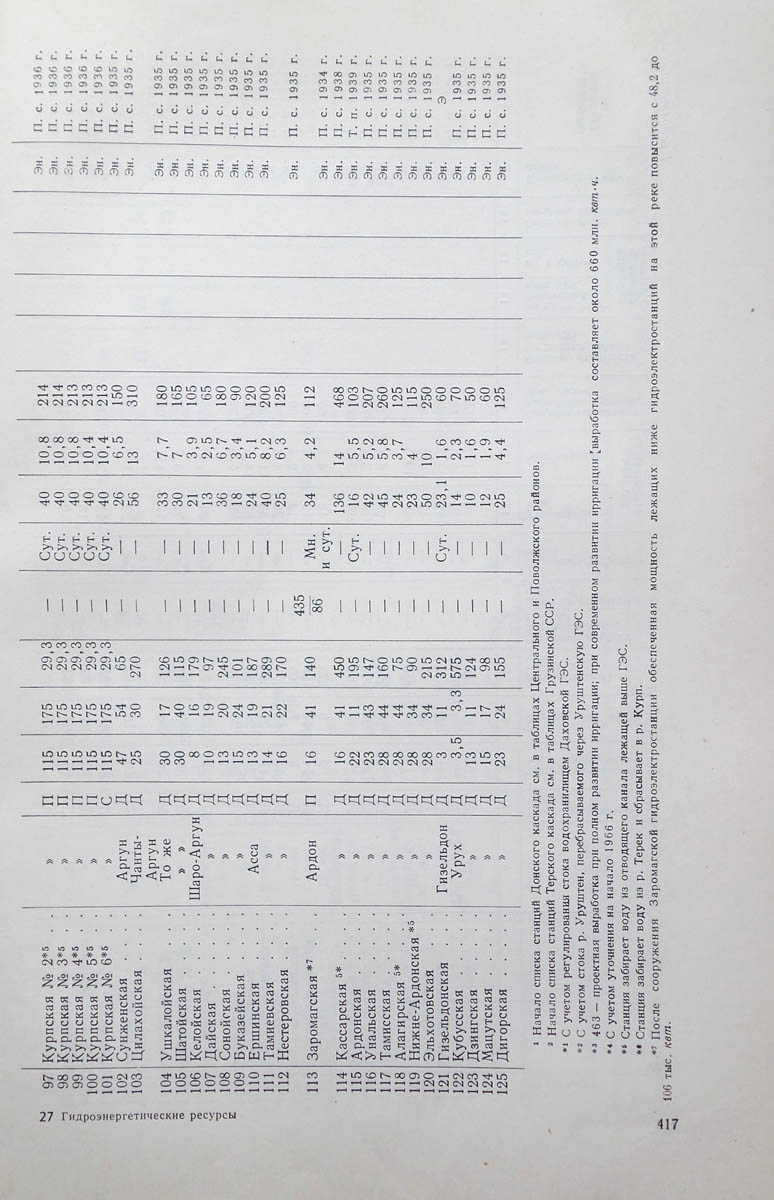 97 Курпская № 2*⁵ » П 115 175 29,3 — Сут. 40 10,8 214 Эн. П. с. 1936 г.
98 Курпская № 3*⁵ » П 115 175 29,3 — Сут. 40 10,8 214 Эн. П. с. 1936 г.
99 Курпская № 4*⁵ » П 115 175 29,3 — Сут. 40 10,8 213 Эн. П. с. 1936 г.
100 Курпская № 5*⁵ » П 115 175 29,3 — Сут. 40 10,4 213 Эн. П. с. 1936 г.
101 Курпская № 6*⁵ » С 115 175 29,3 — Сут. 40 10,4 213 Эн. П. с. 1936 г.
102 Сунженская . . . . Аргун Д 47 54 65 — — 26 6,5 150 Эн. П. с. 1935 г.
103 Цилахойская . . . . Чанты- Д 25 30 270 — — 56 13 310 Эн. П. с. 1935 г.
Аргун
104 Ушкалойская . . . . То же Д 30 17 126 — — 33 7,7 180 Эн. П. с. 1935 г.
105 Шатойская . . . . » » Д 30 40 115 — — 30 7 165 Эн. П. с. 1935 г.
106 Келойская . . . . Шаро-Аргун Д 8 16 179 — — 21 3,9 105 Эн. П. с. 1935 г.
107 Дайская . . . . » Д 10 19 97 — — 13 2,5 65 Эн. П. с. 1935 г.
108 Сонойская . . . . » Д 13 20 245 — — 36 6,7 180 Эн. П. с. 1935 г.
109 Буказейская . . . . » Д 15 24 101 — — 18 3,4 90 Эн. П. с. 1935 г.
110 Ершинская . . . . Асса Д 13 19 187 — — 24 5,1 120 Эн. П. с. 1935 г.
111 Тамневская . . . . » Д 14 21 289 — — 40 8,2 200 Эн. П. с. 1935 г.
112 Нестеровская . . . . » Д 16 22 170 — — 25 6,3 125
113 Заромагская *⁷ . . . Ардон П 16 41 140 435/86 Мн. и сут. 34 4,2 112 Эн. П. с. 1935 г.
114 Кассарская ⁵* . . . » Д 16 41 450 — — 136 14 468 Эн. П. с. 1934 г.
115 Ардонская . . . . » Д 22 11 195 — Сут. 16 5,5 103 Эн. П. с. 1938 г.
116 Унальская . . . . » Д 23 43 147 — — 42 5,2 207 Эн. Т. п. 1939 г.
117 Тамисская . . . . » Д 28 44 160 — — 45 5,8 260 Эн. П. с. 1935 г.
118 Алагирская ⁵* . . . » Д 28 44 75 — — 24 3,7 125 Эн. П. с. 1935 г.
119 Нижне-Ардонская *⁵ » Д 28 34 90 — — 23 4 115 Эн. П. с. 1935 г.
120 Эльхотовская . . . . » Д 28 34 215 — — 50 10 250 Эн. П. с. 1935 г.
121 Гизельдонская . . . Гизельдон Д 3 11 312 — Сут. 23,1 1,6 60 Эн. Э
122 Кубусская . . . . Урух Д 3,5 3,3 575 — — 14 2,3 70 Эн. П. с. 1935 г.
123 Дзингская . . . . » Д 13 11 124 — — 10 1,6 50 Эн. П. с. 1935 г.
124 Мацутская . . . . » Д 15 17 98 — — 12 1,9 60 Эн. П. с. 1935 г.
125 Дигорская . . . . » Д 23 24 155 — — 25 4,4 125 Эн. П. с. 1935 г.
¹ Начало списка станций Донского каскада см. в таблицах Центрального и Поволжского районов.
² Начало списка станций Терского каскада см. в таблицах Грузинской ССР.
*¹ С учетом регулирования стока водохранилищем Даховской ГЭС.
*² С учетом стока р. Уруштен, перебрасываемого через Уруштенскую ГЭС.
*³ 463 — проектная выработка при полном развитии ирригации; при современном развитии ирригации выработка составляет около 660 млн. квт·ч.
*⁴ С учетом уточнения на начало 1966 г.
*⁵ Станция забирает воду из отводящего канала лежащей выше ГЭС.
*⁶ Станция забирает воду из р. Терек и сбрасывает в р. Курп.
*⁷ После сооружения Заромагской гидроэлектростанции обеспеченная мощность лежащих ниже гидроэлектростанций на этой реке повысится с 48,2 до
106 тыс. квт.
27 Гидроэнергетические ресурсы
417